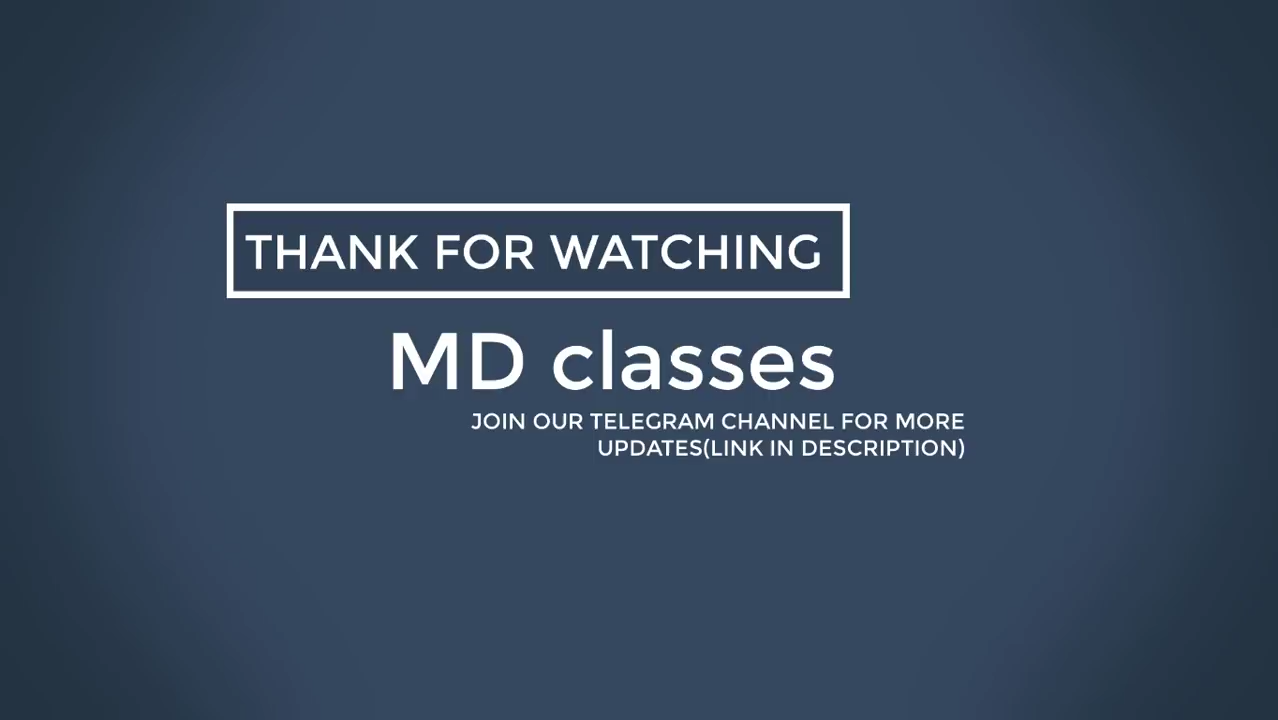 THANK FOR WATCHING
MD classes
JOIN OUR TELEGRAM CHANNEL FOR MORE
UPDATES(LINK IN DESCRIPTION)